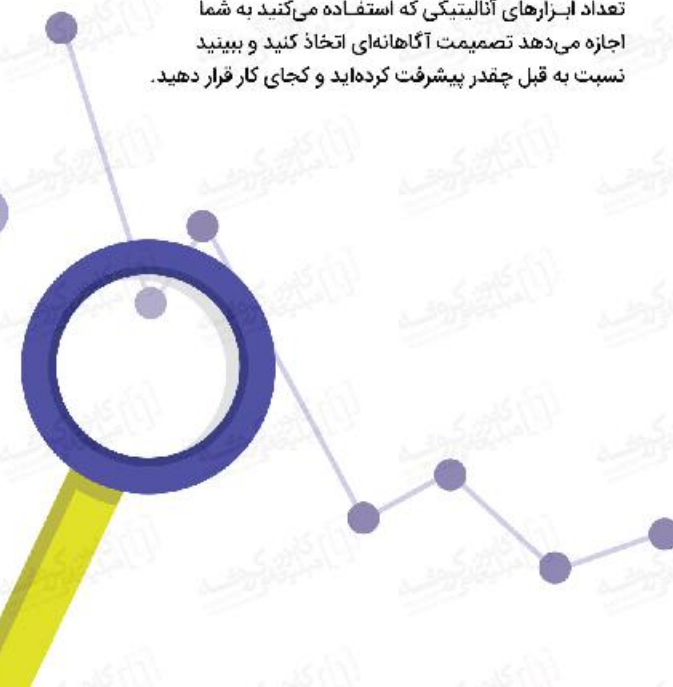 تعداد ابـزارهای آنالیتیکی که استفـاده می‌کنید به شما
اجازه می‌دهد تصمیمت آگاهانه‌ای اتخاذ کنید و ببینید
نسبت به قبل چقدر پیشرفت کرده‌اید و کجای کار قرار دهید.